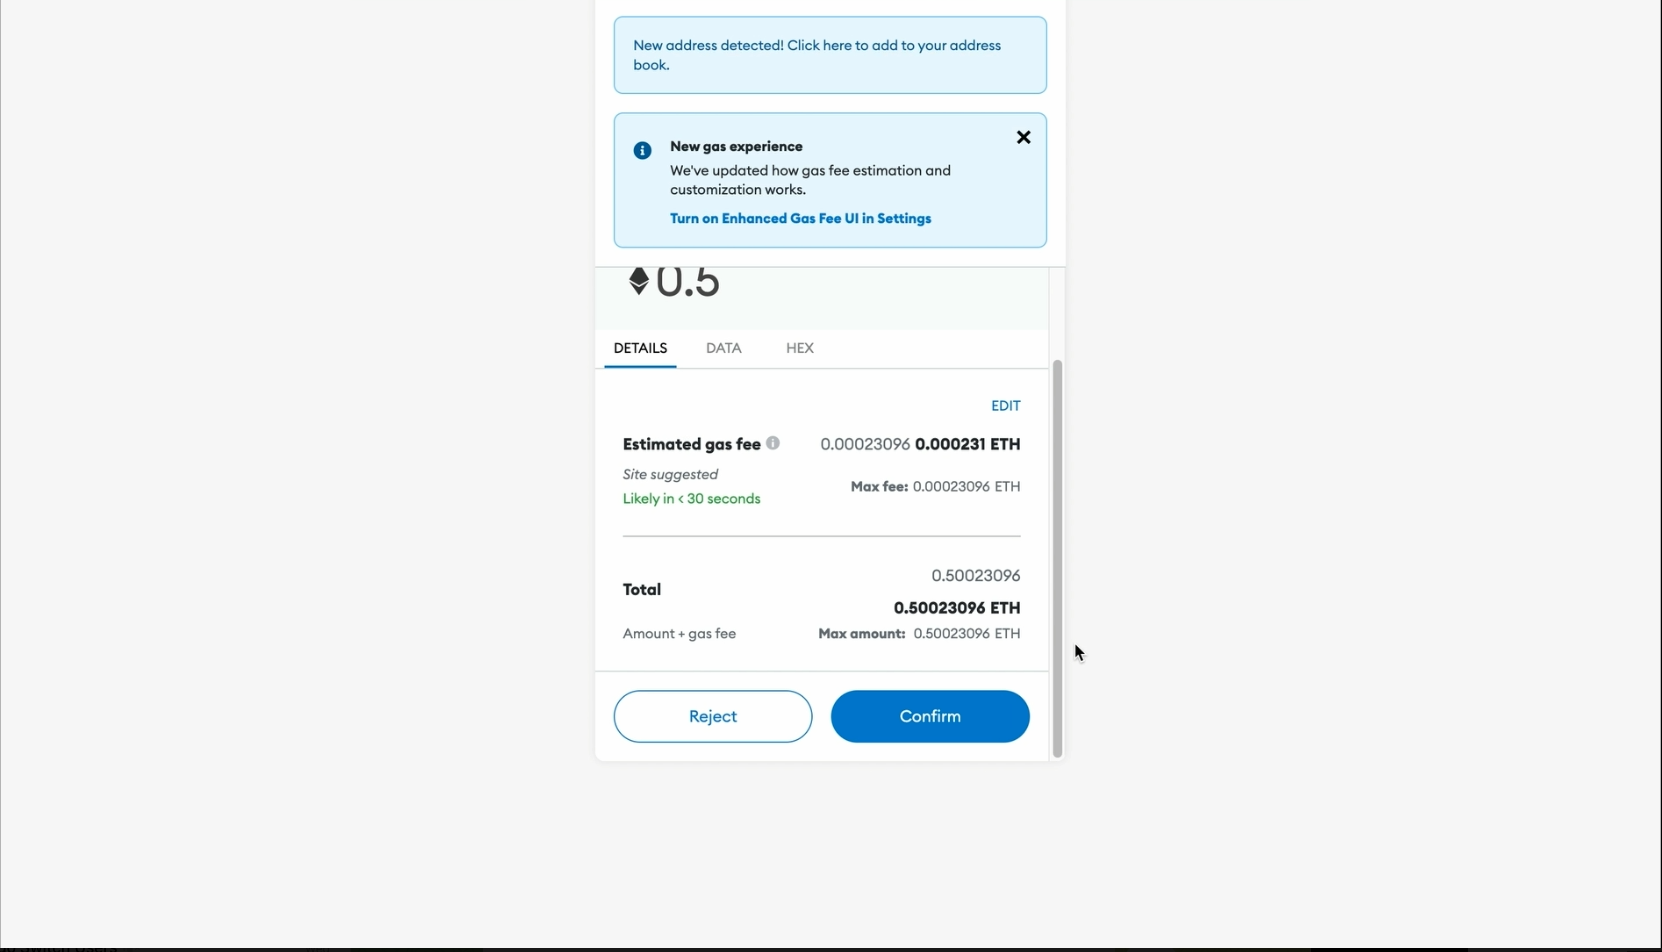 New address detected! Click here to add to your address
book.
New gas experience
We've updated how gas fee estimation and
customization works.
Turn on Enhanced Gas Fee UI in Settings
0.5
DETAILS DATA HEX
EDIT
Estimated gas fee 0.00023096 0.000231 ETH
Site suggested
Max fee: 0.00023096 ETH
Likely in < 30 seconds
0.50023096
Total
0.50023096 ETH
Amount + gas fee Max amount: 0.50023096 ETH
Reject Confirm